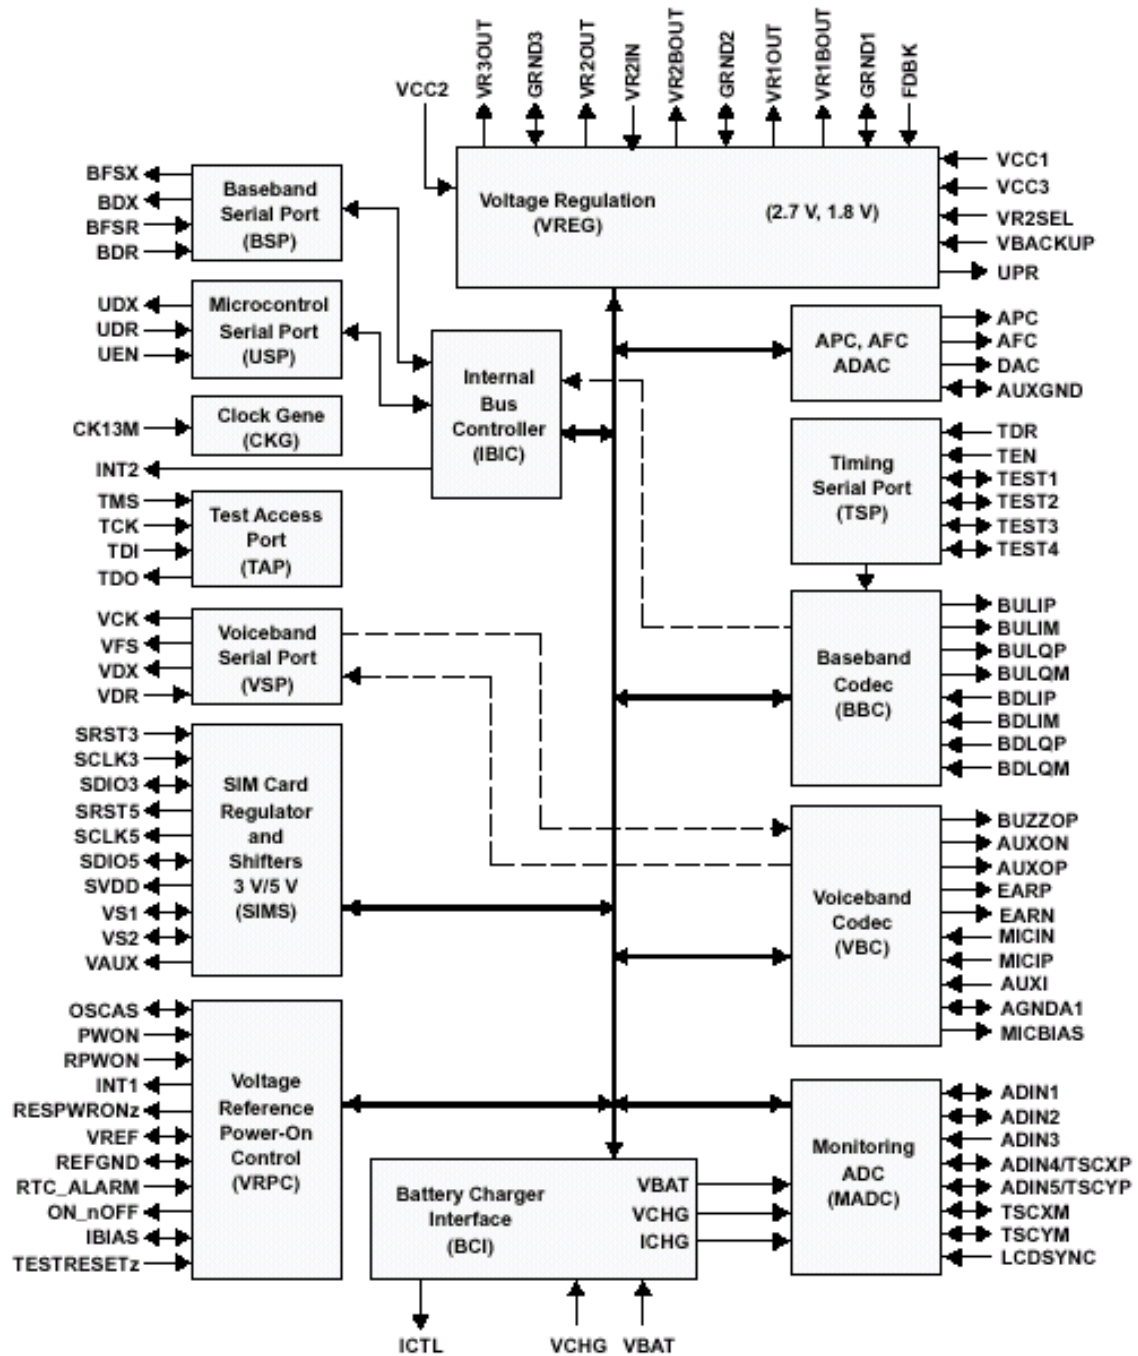 VR3OUT
GRND3
VR2OUT
VR2IN
VR2BOUT
GRND2
VR1OUT
VR1BOUT
GRND1
FDBK
VCC2
Voltage Regulation
(VREG)
(2.7 V, 1.8 V)
VCC1
VCC3
VR2SEL
VBACKUP
UPR
BFSX
BDX
BFSR
BDR
Baseband
Serial Port
(BSP)
UDX
UDR
UEN
Microcontrol
Serial Port
(USP)
CK13M
Clock Gene
(CKG)
INT2
Internal
Bus
Controller
(IBIC)
APC, AFC
ADAC
APC
AFC
DAC
AUXGND
Timing
Serial Port
(TSP)
TDR
TEN
TEST1
TEST2
TEST3
TEST4
TMS
TCK
TDI
TDO
Test Access
Port
(TAP)
VCK
VFS
VDX
VDR
Voiceband
Serial Port
(VSP)
Baseband
Codec
(BBC)
BULIP
BULIM
BULQP
BULQM
BDLIP
BDLIM
BDLQP
BDLQM
SRST3
SCLK3
SDIO3
SRST5
SCLK5
SDIO5
SVDD
VS1
VS2
VAUX
SIM Card
Regulator
and
Shifters
3 V/5 V
(SIMS)
Voiceband
Codec
(VBC)
BUZZOP
AUXON
AUXOP
EARP
EARN
MICIN
MICIP
AUXI
AGNDA1
MICBIAS
OSCAS
PWON
RPWON
INT1
RESPWRONz
VREF
REFGND
RTC_ALARM
ON_nOFF
IBIAS
TESTRESETz
Voltage
Reference
Power-On
Control
(VRPC)
Battery Charger
Interface
(BCI)
VBAT
VCHG
ICHG
Monitoring
ADC
(MADC)
ADIN1
ADIN2
ADIN3
ADIN4/TSCXP
ADIN5/TSCYP
TSCXM
TSCYM
LCDSYNC
ICTL
VCHG
VBAT